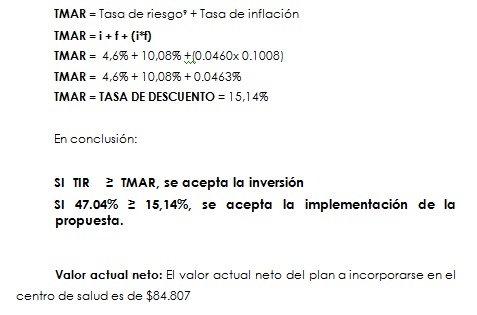 TMAR = Tasa de riesgo⁹ + Tasa de inflación
TMAR = i + f + (i*f)
TMAR = 4,6% + 10,08% +(0.0460x 0.1008)
TMAR = 4,6% + 10,08% + 0.0463%
TMAR = TASA DE DESCUENTO = 15,14%
En conclusión:
SI TIR ≥ TMAR, se acepta la inversión
SI 47.04% ≥ 15,14%, se acepta la implementación de la
propuesta.
Valor actual neto: El valor actual neto del plan a incorporarse en el
centro de salud es de $84.807